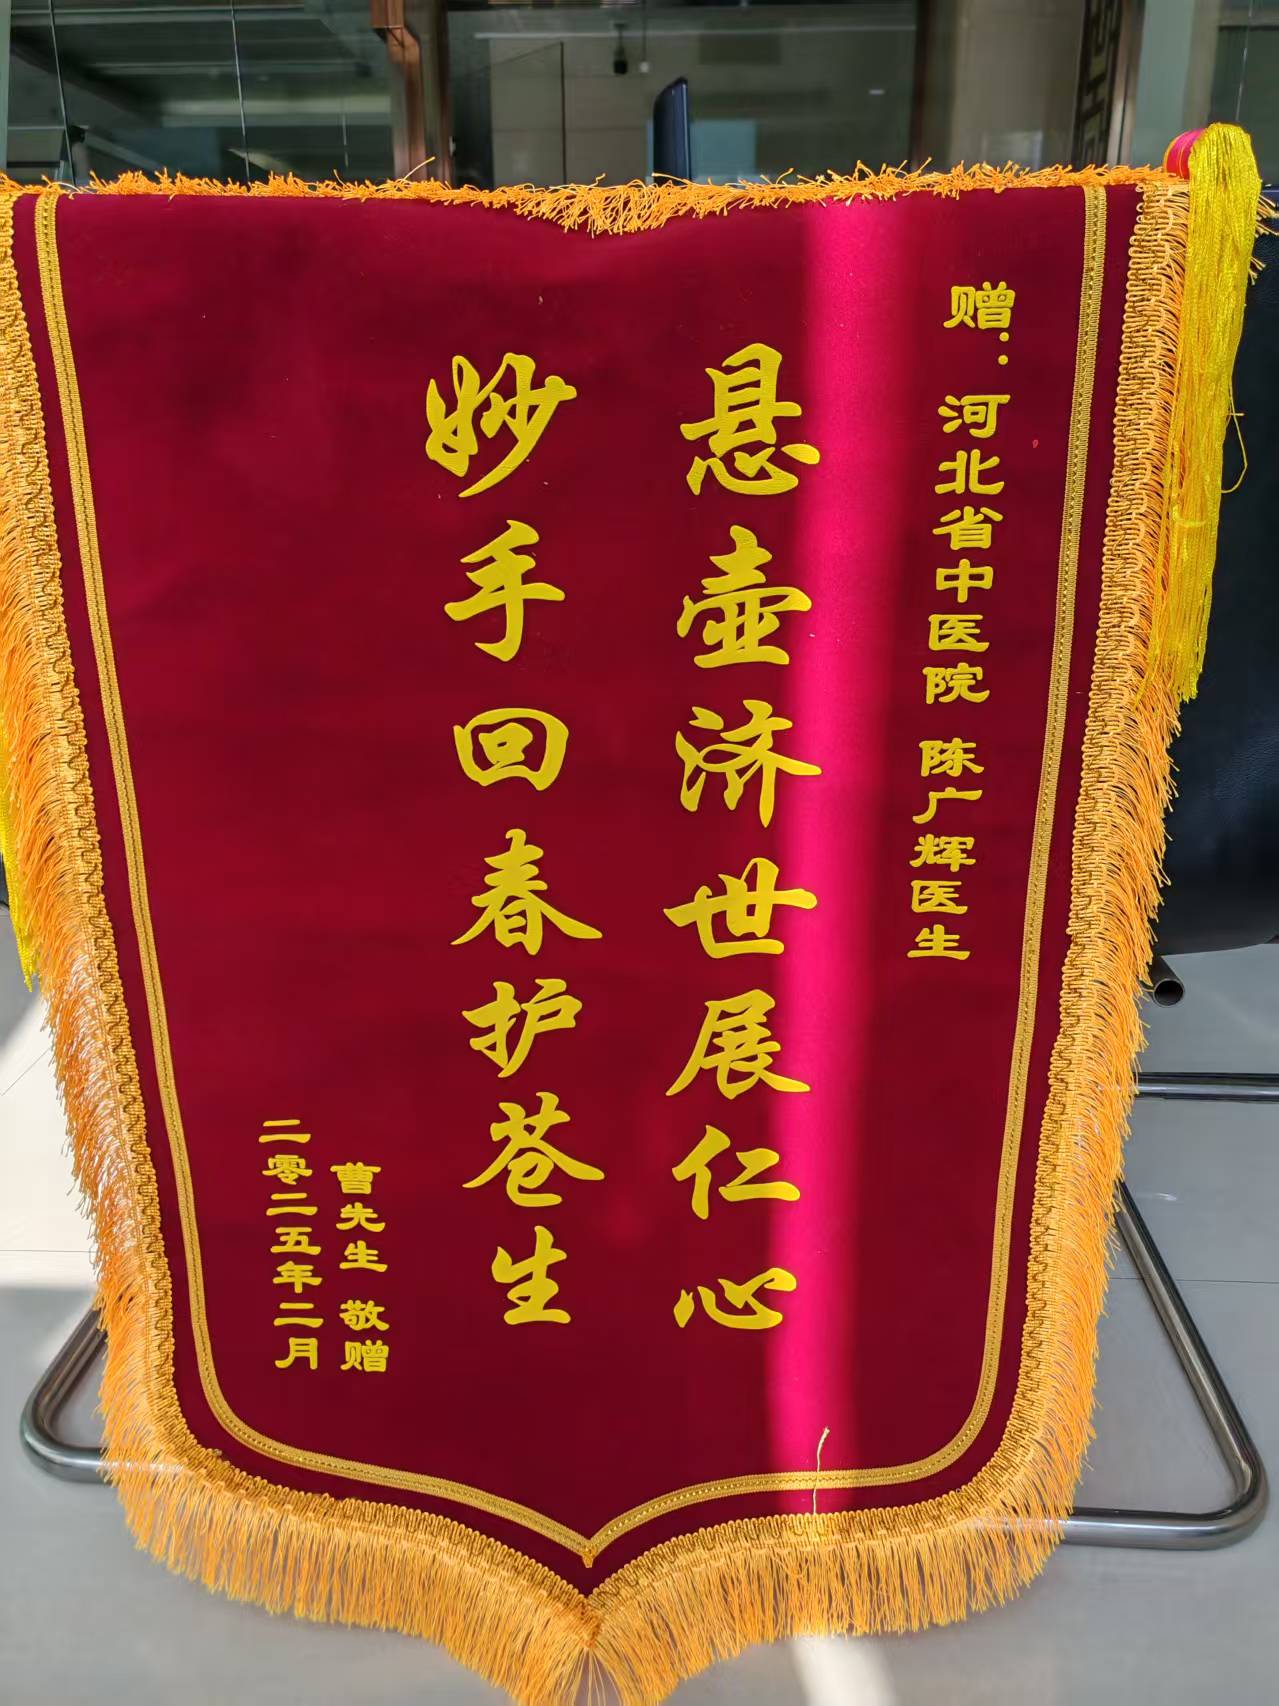 赠：河北省中医院 陈广辉医生
悬壶济世展仁心
妙手回春护苍生
曹先生 敬赠
二零二五年二月